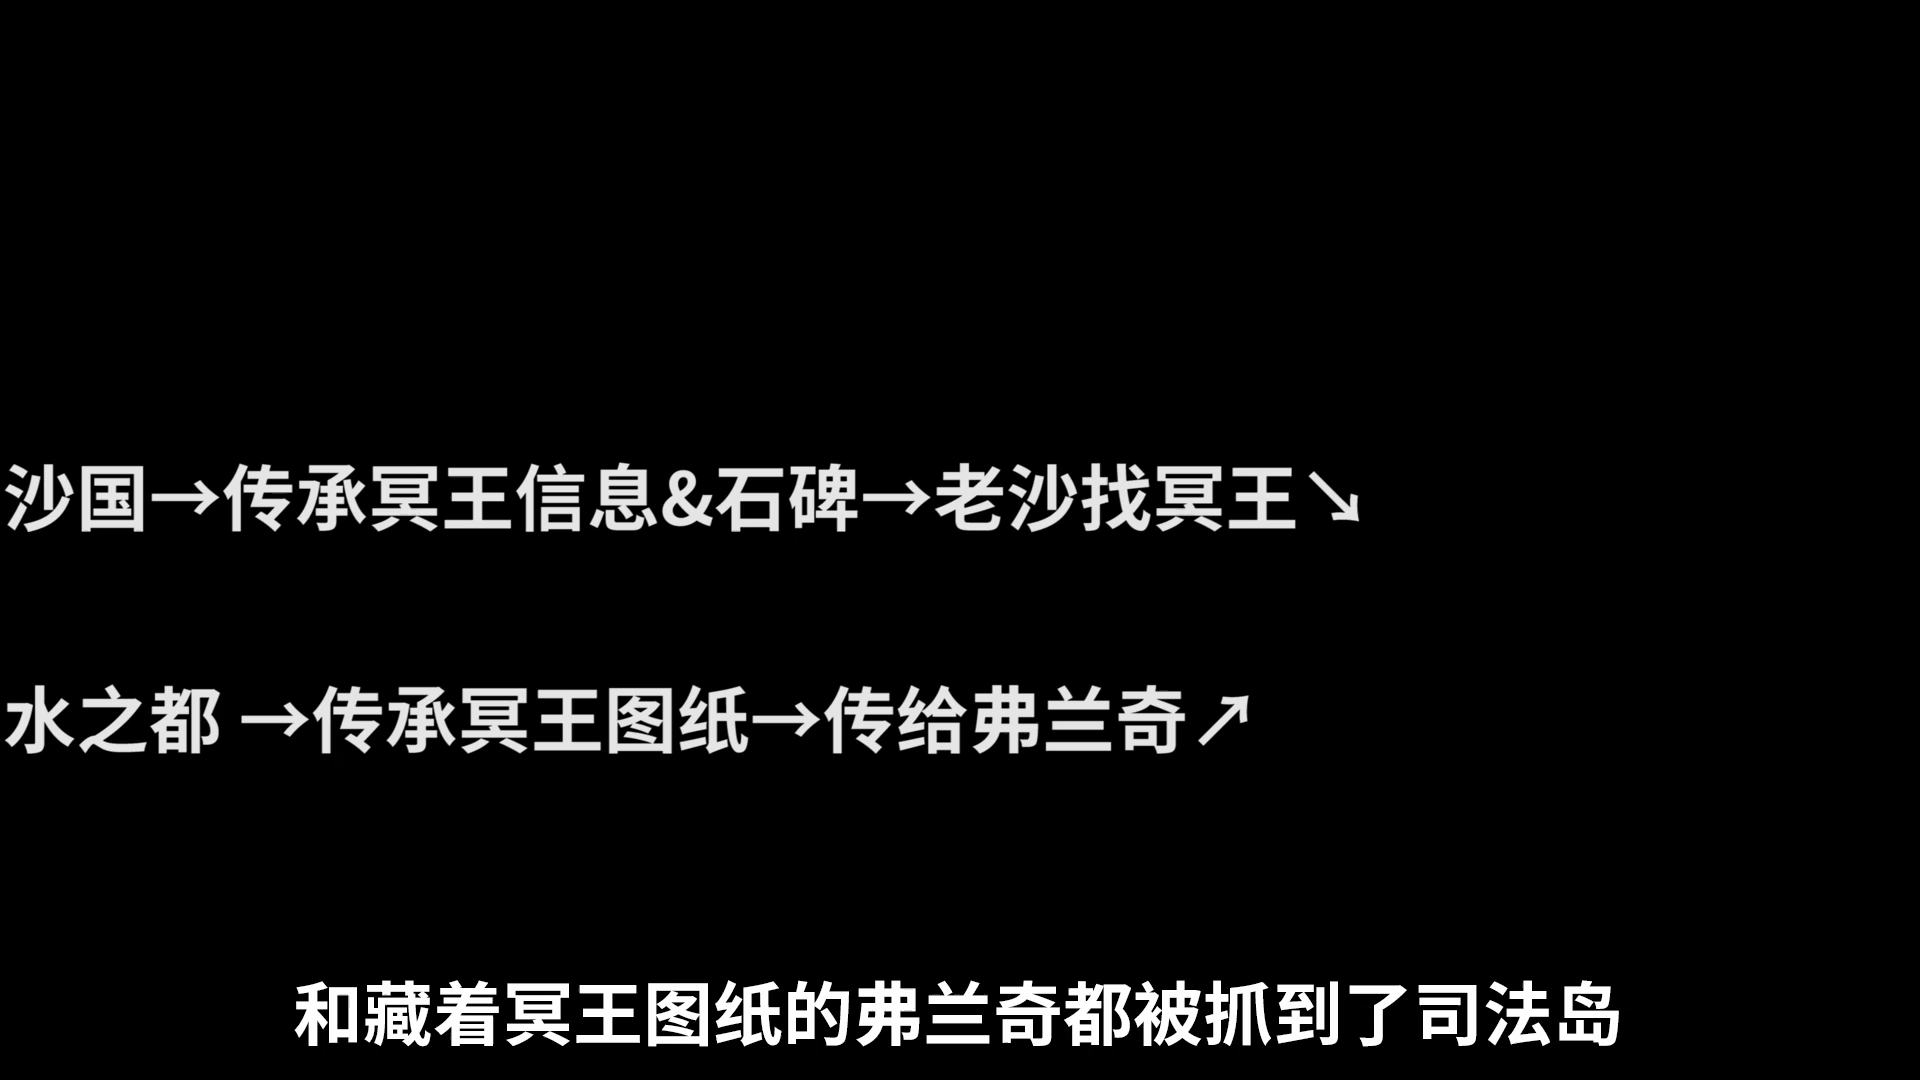 沙国→传承冥王信息&石碑→老沙找冥王↘
水之都 →传承冥王图纸→传给弗兰奇↗
和藏着冥王图纸的弗兰奇都被抓到了司法岛